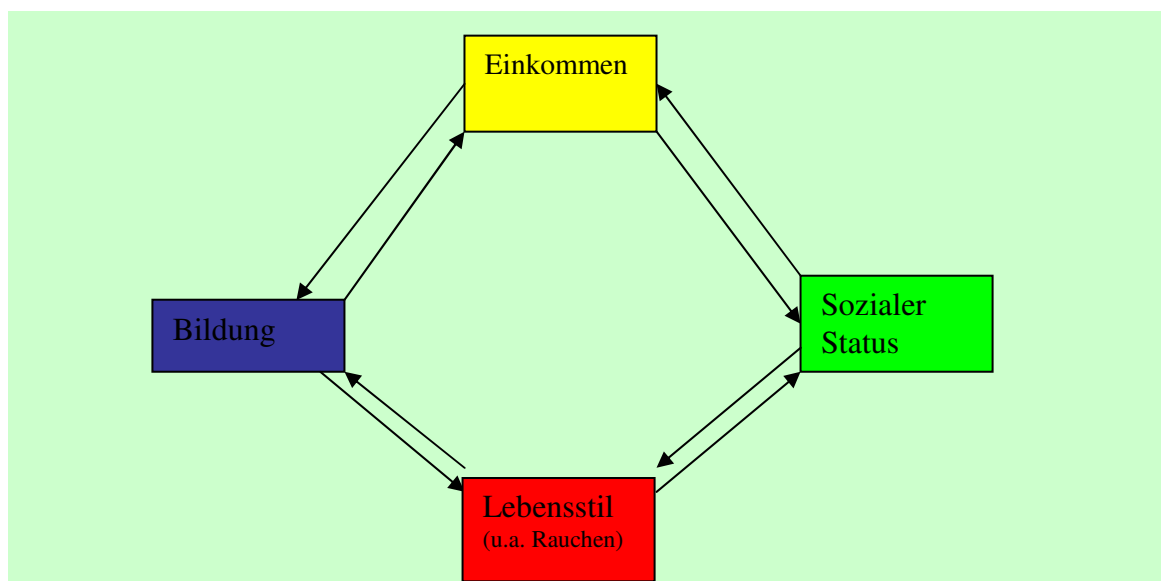 Einkommen
Bildung
Sozialer
Status
Lebensstil
(u.a. Rauchen)